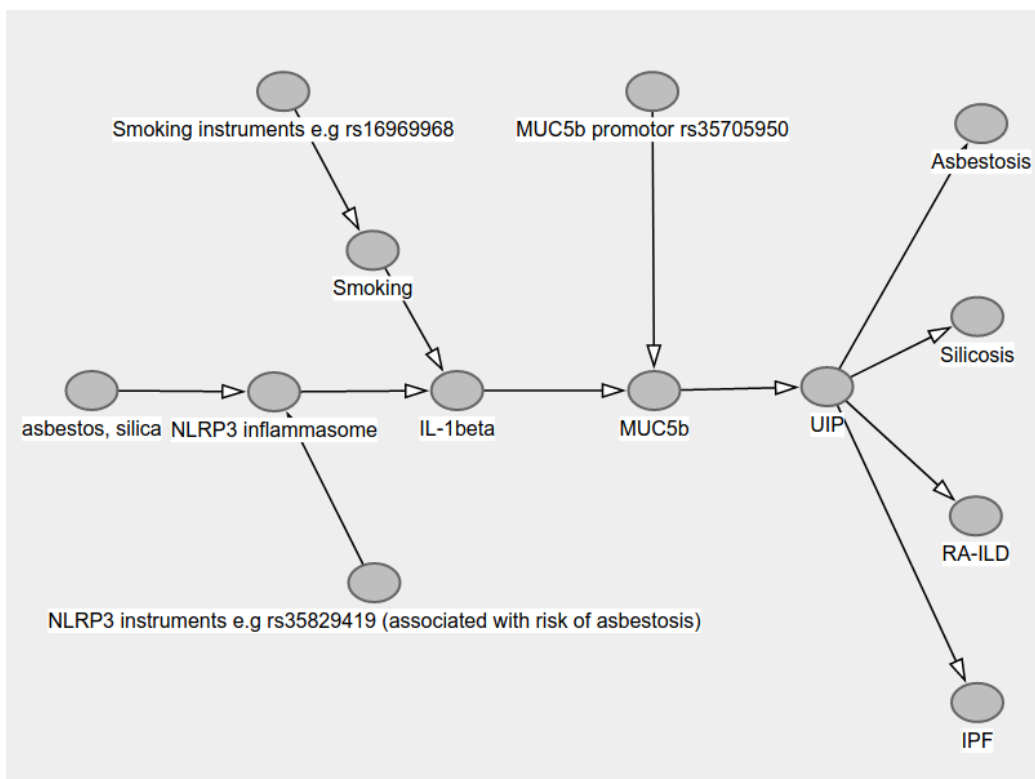 Smoking instruments e.g rs16969968
MUC5b promotor rs35705950
Asbestosis
Smoking
Silicosis
asbestos, silica
NLRP3 inflammasome
IL-1beta
MUC5b
UIP
RA-ILD
NLRP3 instruments e.g rs35829419 (associated with risk of asbestosis)
IPF